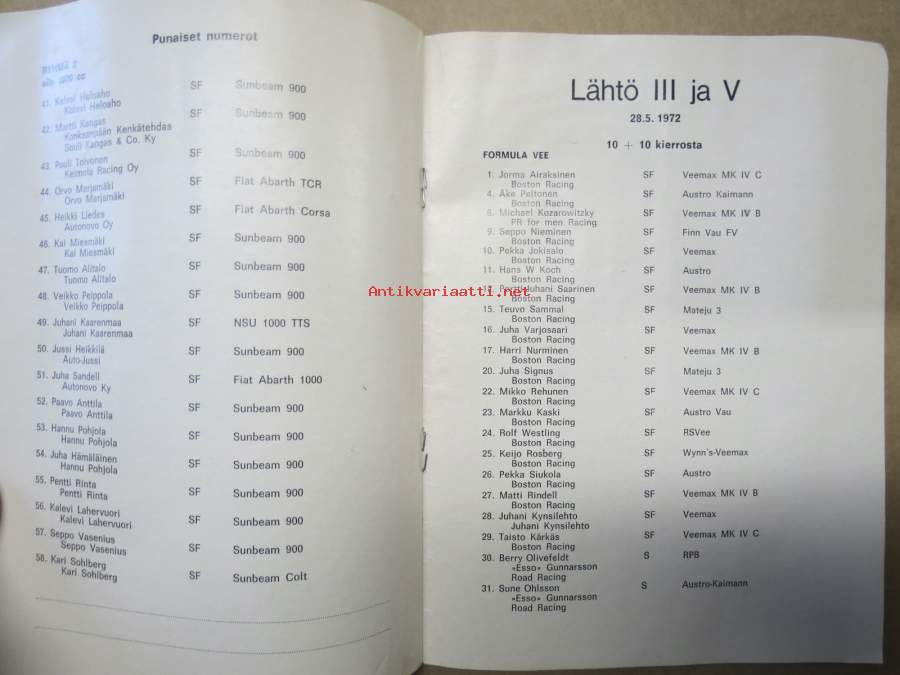 Punaiset numerot
RYHMÄ 2
alle 1000 cc
41. Kalevi Heloaho SF Sunbeam 900
Kalevi Heloaho
42. Martti Kangas SF Sunbeam 900
Kankaanpään Kenkätehdas
Souli Kangas & Co. Ky
43. Pauli Toivonen SF Sunbeam 900
Keimola Racing Oy
44. Orvo Marjamäki SF Fiat Abarth TCR
Orvo Marjamäki
45. Heikki Liedes SF Fiat Abarth Corsa
Autonovo Oy
46. Kai Miesmäki SF Sunbeam 900
Kai Miesmäki
47. Tuomo Alitalo SF Sunbeam 900
Tuomo Alitalo
48. Veikko Peippola SF Sunbeam 900
Veikko Peippola
49. Juhani Kaarenmaa SF NSU 1000 TTS
Juhani Kaarenmaa
50. Jussi Heikkilä SF Sunbeam 900
Auto-Jussi
51. Juha Sandell SF Fiat Abarth 1000
Autonovo Ky
52. Paavo Anttila SF Sunbeam 900
Paavo Anttila
53. Hannu Pohjola SF Sunbeam 900
Hannu Pohjola
54. Juha Hämäläinen SF Sunbeam 900
Hannu Pohjola
55. Pentti Rinta SF Sunbeam 900
Pentti Rinta
56. Kalevi Lahervuori SF Sunbeam 900
Kalevi Lahervuori
57. Seppo Vasenius SF Sunbeam 900
Seppo Vasenius
58. Kari Sohlberg SF Sunbeam Colt
Kari Sohlberg
Lähtö III ja V
28.5. 1972
10 + 10 kierrosta
FORMULA VEE
1. Jorma Airaksinen SF Veemax MK IV C
Boston Racing
4. Ake Peltonen SF Austro Kaimann
Boston Racing
8. Michael Kozarowitzky SF Veemax MK IV B
PR för men Racing
9. Seppo Nieminen SF Finn Vau FV
Boston Racing
10. Pekka Jokisalo SF Veemax
Boston Racing
11. Hans W Koch SF Austro
Boston Racing
Antikvariaatti.net
12. Pertti Juhani Saarinen SF Veemax MK IV B
Boston Racing
15. Teuvo Sammal SF Mateju 3
Boston Racing
16. Juha Varjosaari SF Veemax
Boston Racing
17. Harri Nurminen SF Veemax MK IV B
Boston Racing
20. Juha Signus SF Mateju 3
Boston Racing
22. Mikko Rehunen SF Veemax MK IV C
Boston Racing
23. Markku Kaski SF Austro Vau
Boston Racing
24. Rolf Westling SF RSVee
Boston Racing
25. Keijo Rosberg SF Wynn's-Veemax
Boston Racing
26. Pekka Siukola SF Austro
Boston Racing
27. Matti Rindell SF Veemax MK IV B
Boston Racing
28. Juhani Kynsilehto SF Veemax
Juhani Kynsilehto
29. Taisto Kärkäs SF Veemax MK IV C
Boston Racing
30. Berry Olivefeldt S RPB
»Esso» Gunnarsson
Road Racing
31. Sune Ohlsson S Austro-Kaimann
»Esso» Gunnarsson
Road Racing